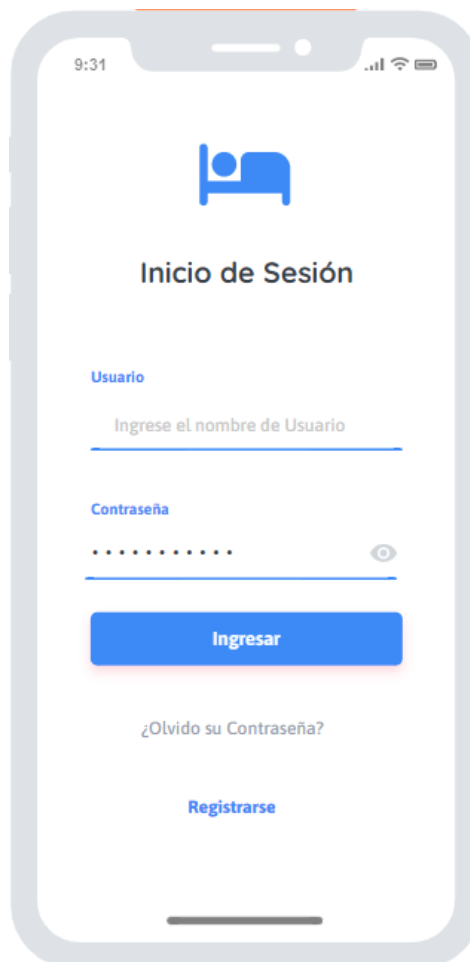 9:31
Inicio de Sesión
Usuario
Ingrese el nombre de Usuario
Contraseña
Ingresar
¿Olvido su Contraseña?
Registrarse